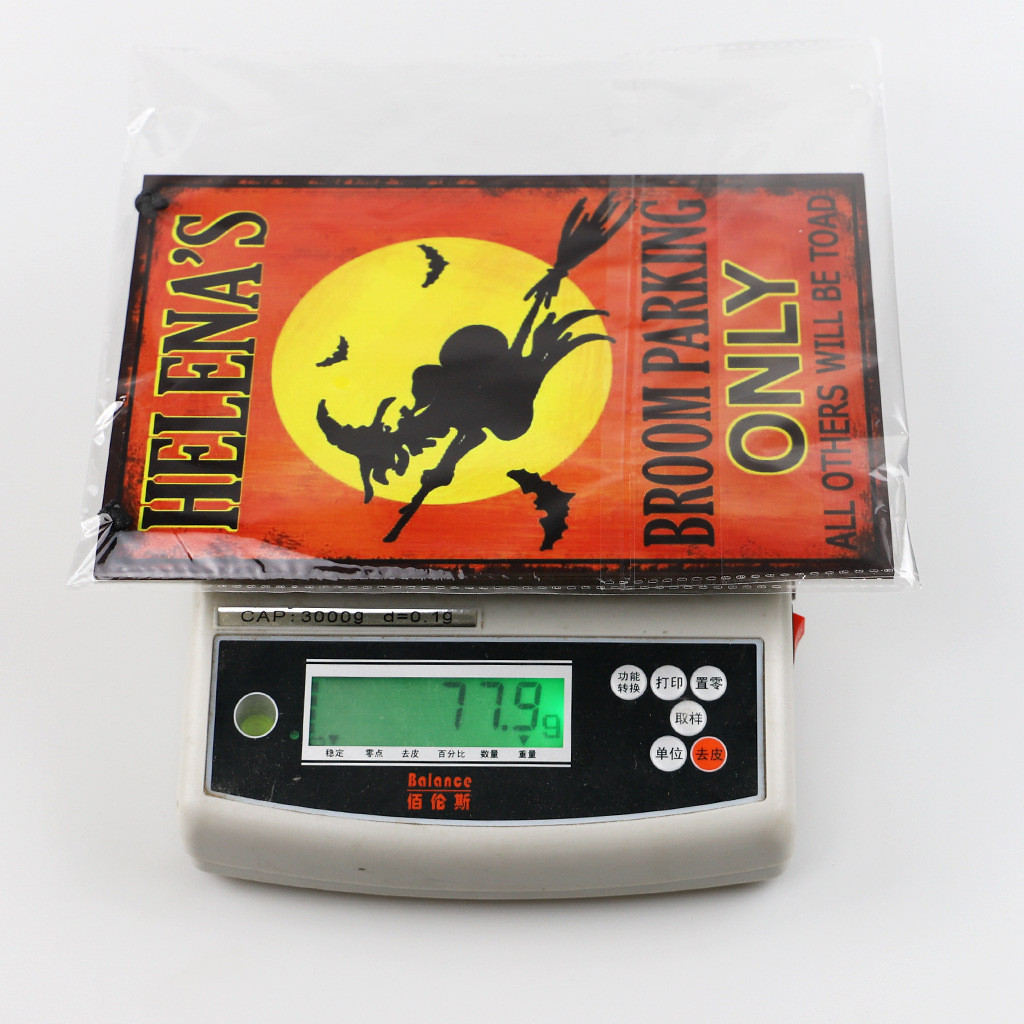 HELENA'S
BROOM PARKING
ONLY
ALL OTHERS WILL BE TOAD
CAP:3000g d=0.1g
77.9g
稳定 零点 去皮 百分比 数量 重量
Balance
佰伦斯
功能转换 打印 置零
取样
单位 去皮